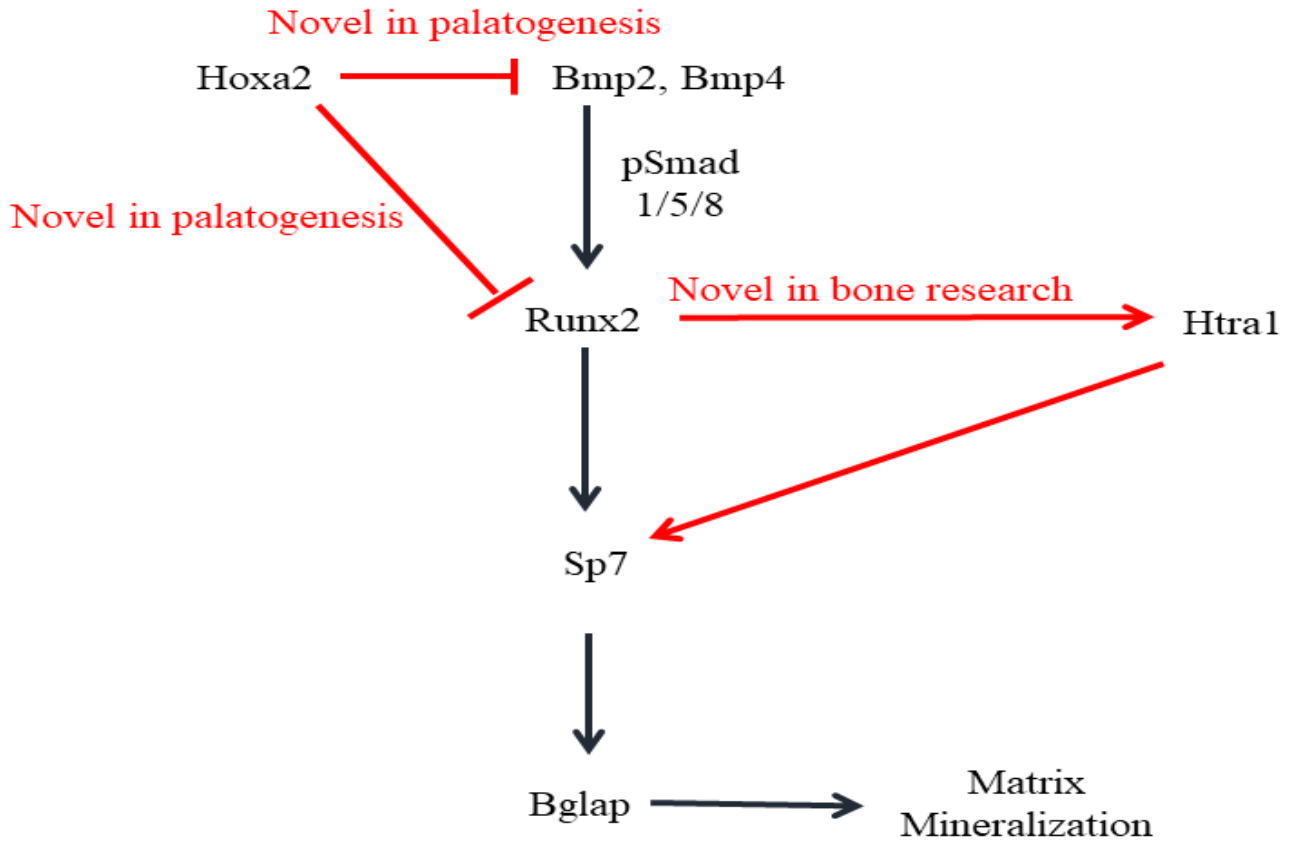 Novel in palatogenesis
Hoxa2
Bmp2, Bmp4
pSmad
1/5/8
Novel in palatogenesis
Novel in bone research
Runx2
Htra1
Sp7
Bglap
Matrix
Mineralization